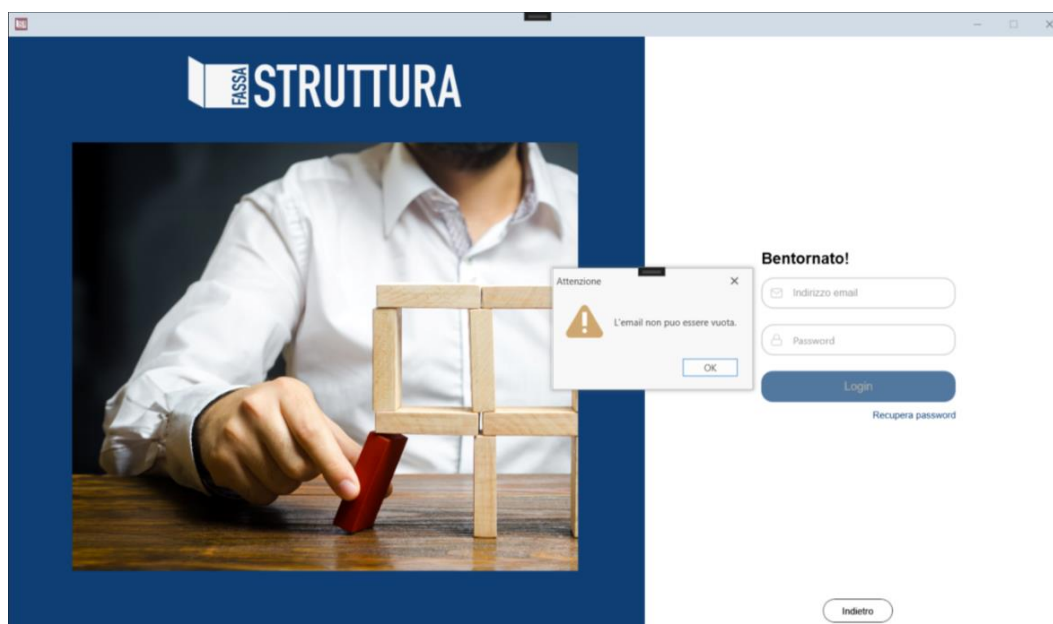 FASSA
STRUTTURA
Bentornato!
Attenzione
L'email non puo essere vuota.
OK
Indirizzo email
Password
Login
Recupera password
Indietro